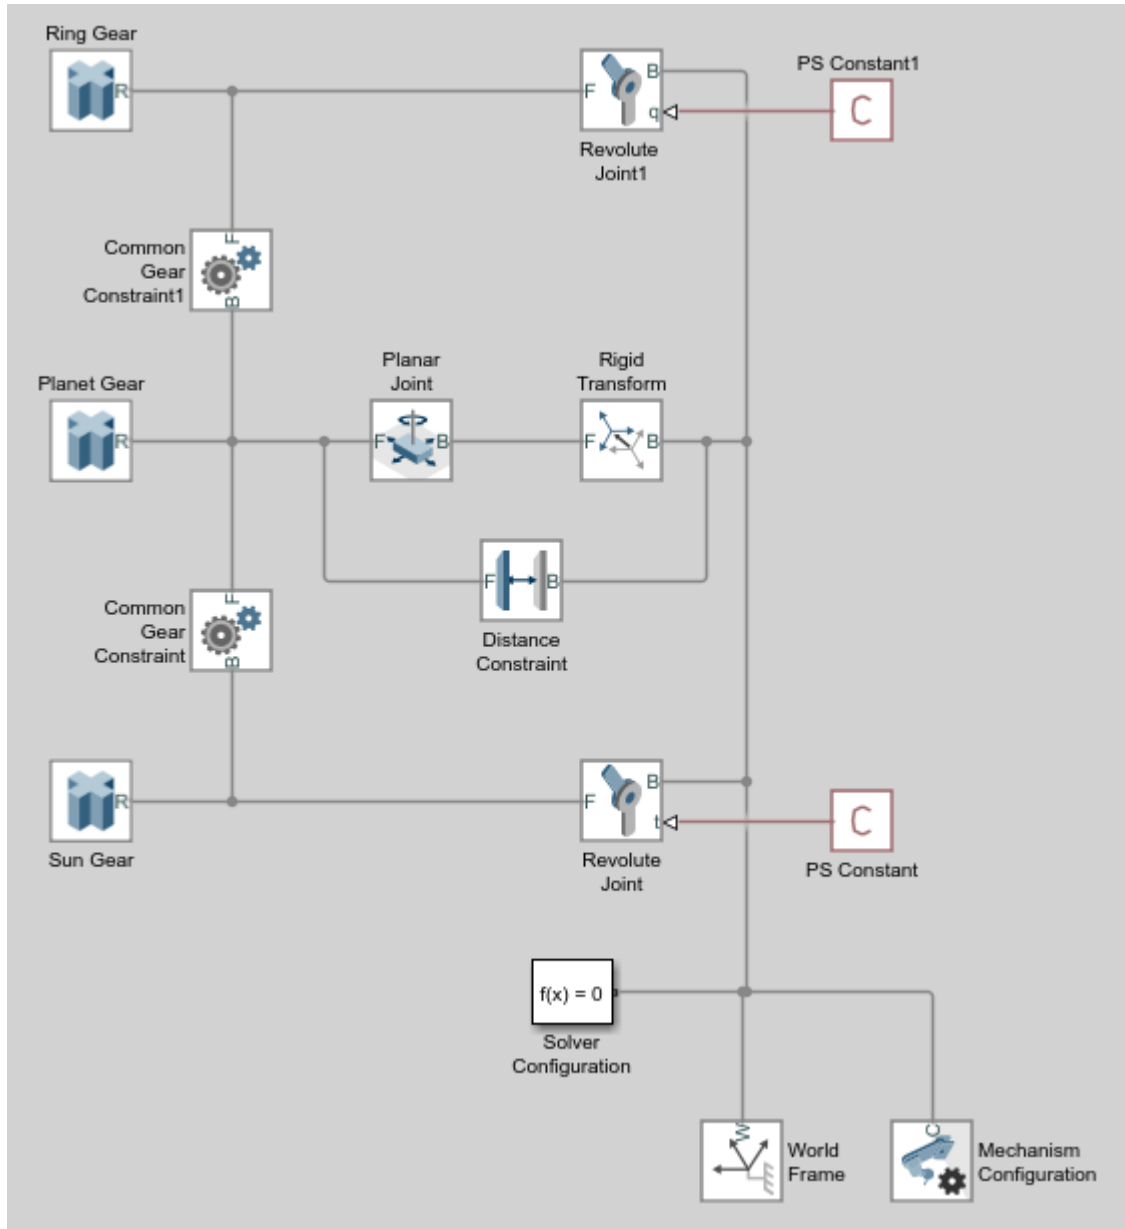 Ring Gear
R
F
B
q
Revolute
Joint1
PS Constant1
C
Common
Gear
Constraint1
F
B
Planet Gear
R
Planar
Joint
F
B
Rigid
Transform
F
B
F
B
Distance
Constraint
Common
Gear
Constraint
F
B
R
Sun Gear
F
B
t
Revolute
Joint
C
PS Constant
f(x) = 0
Solver
Configuration
W
World
Frame
C
Mechanism
Configuration